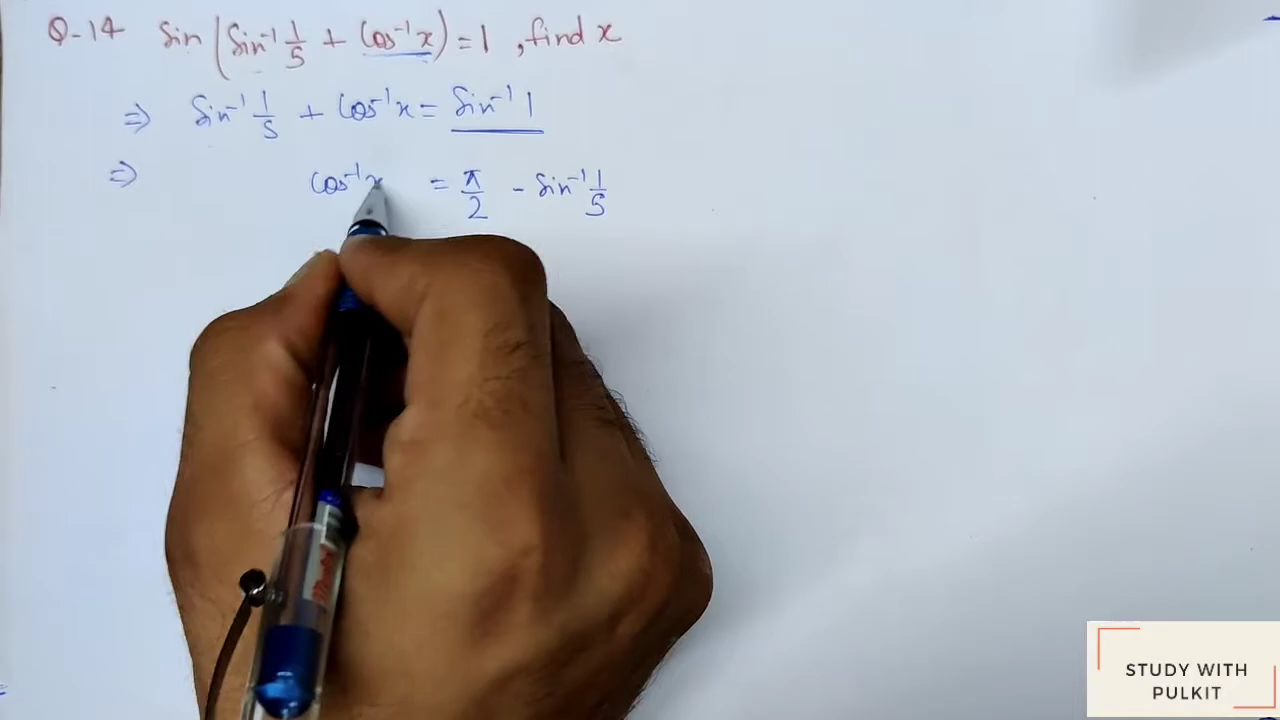 Q-14 Sin(Sin⁻¹ 1/5 + Cos⁻¹x) = 1 , find x
⇒ Sin⁻¹ 1/5 + Cos⁻¹x = Sin⁻¹ 1
⇒ Cos⁻¹x = π/2 - Sin⁻¹ 1/5
STUDY WITH
PULKIT